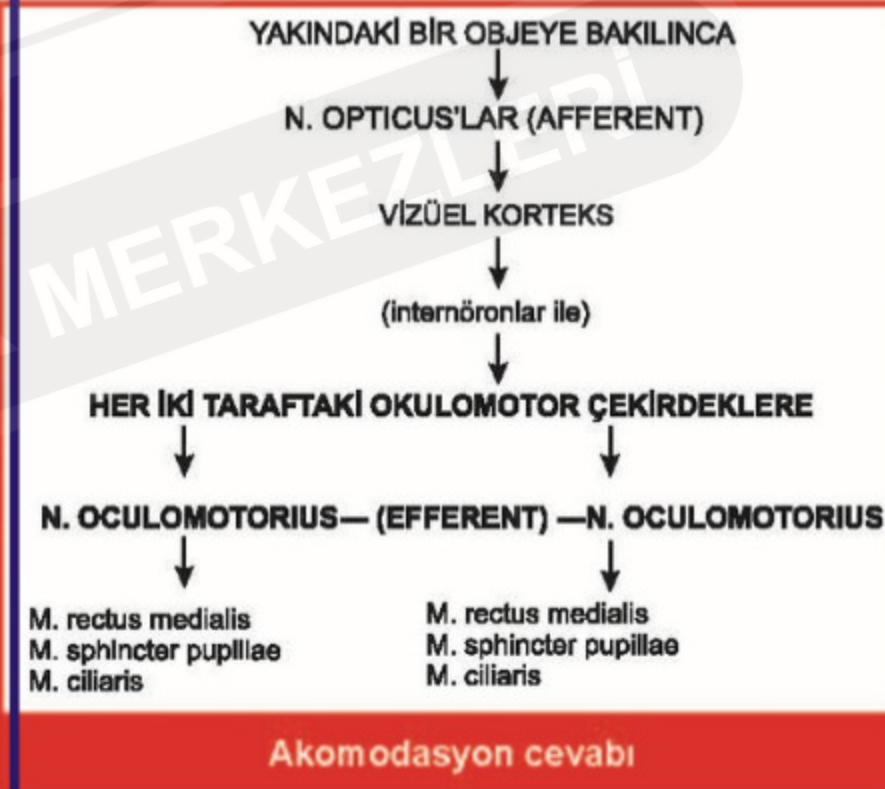 YAKINDAKİ BİR OBJEYE BAKILINCA
N. OPTICUS'LAR (AFFERENT)
MERKEZLERİ
VİZÜEL KORTEKS
(internöronlar ile)
HER İKİ TARAFTAKİ OKULOMOTOR ÇEKİRDEKLERE
N. OCULOMOTORIUS— (EFFERENT) —N. OCULOMOTORIUS
M. rectus medialis
M. sphincter pupillae
M. ciliaris
M. rectus medialis
M. sphincter pupillae
M. ciliaris
Akomodasyon cevabı